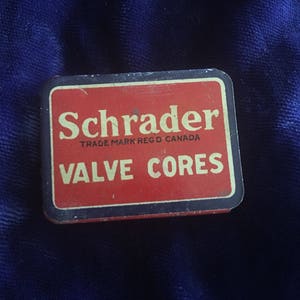 Schrader
TRADE MARK REG'D CANADA
VALVE CORES